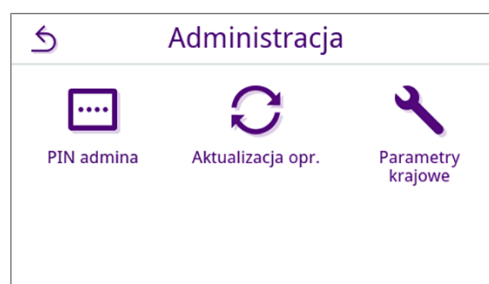 Administracja
PIN admina
Aktualizacja opr.
Parametry
krajowe